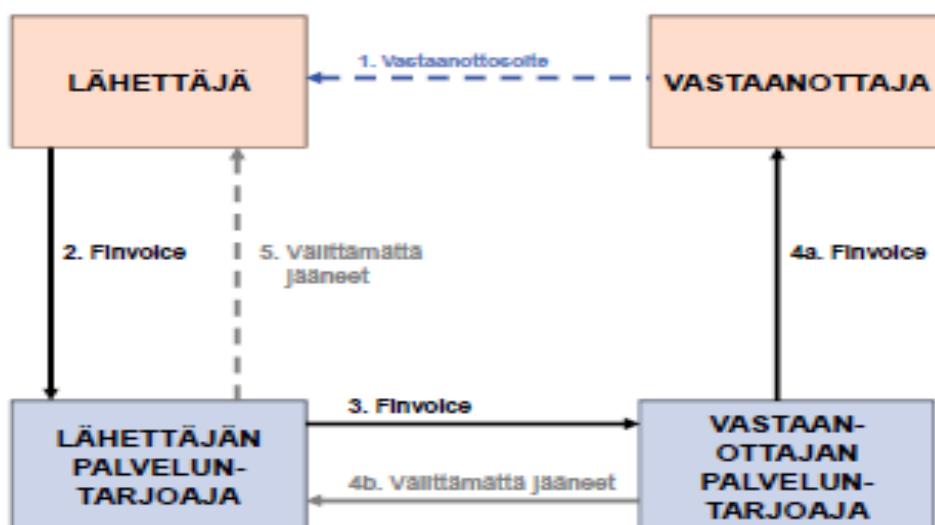 1. Vastaanottosoite
LÄHETTÄJÄ
VASTAANOTTAJA
2. Finvoice
5. Välittämättä
jääneet
4a. Finvoice
3. Finvoice
LÄHETTÄJÄN
PALVELUN-
TARJOAJA
4b. Välittämättä jääneet
VASTAAN-
OTTAJAN
PALVELUN-
TARJOAJA